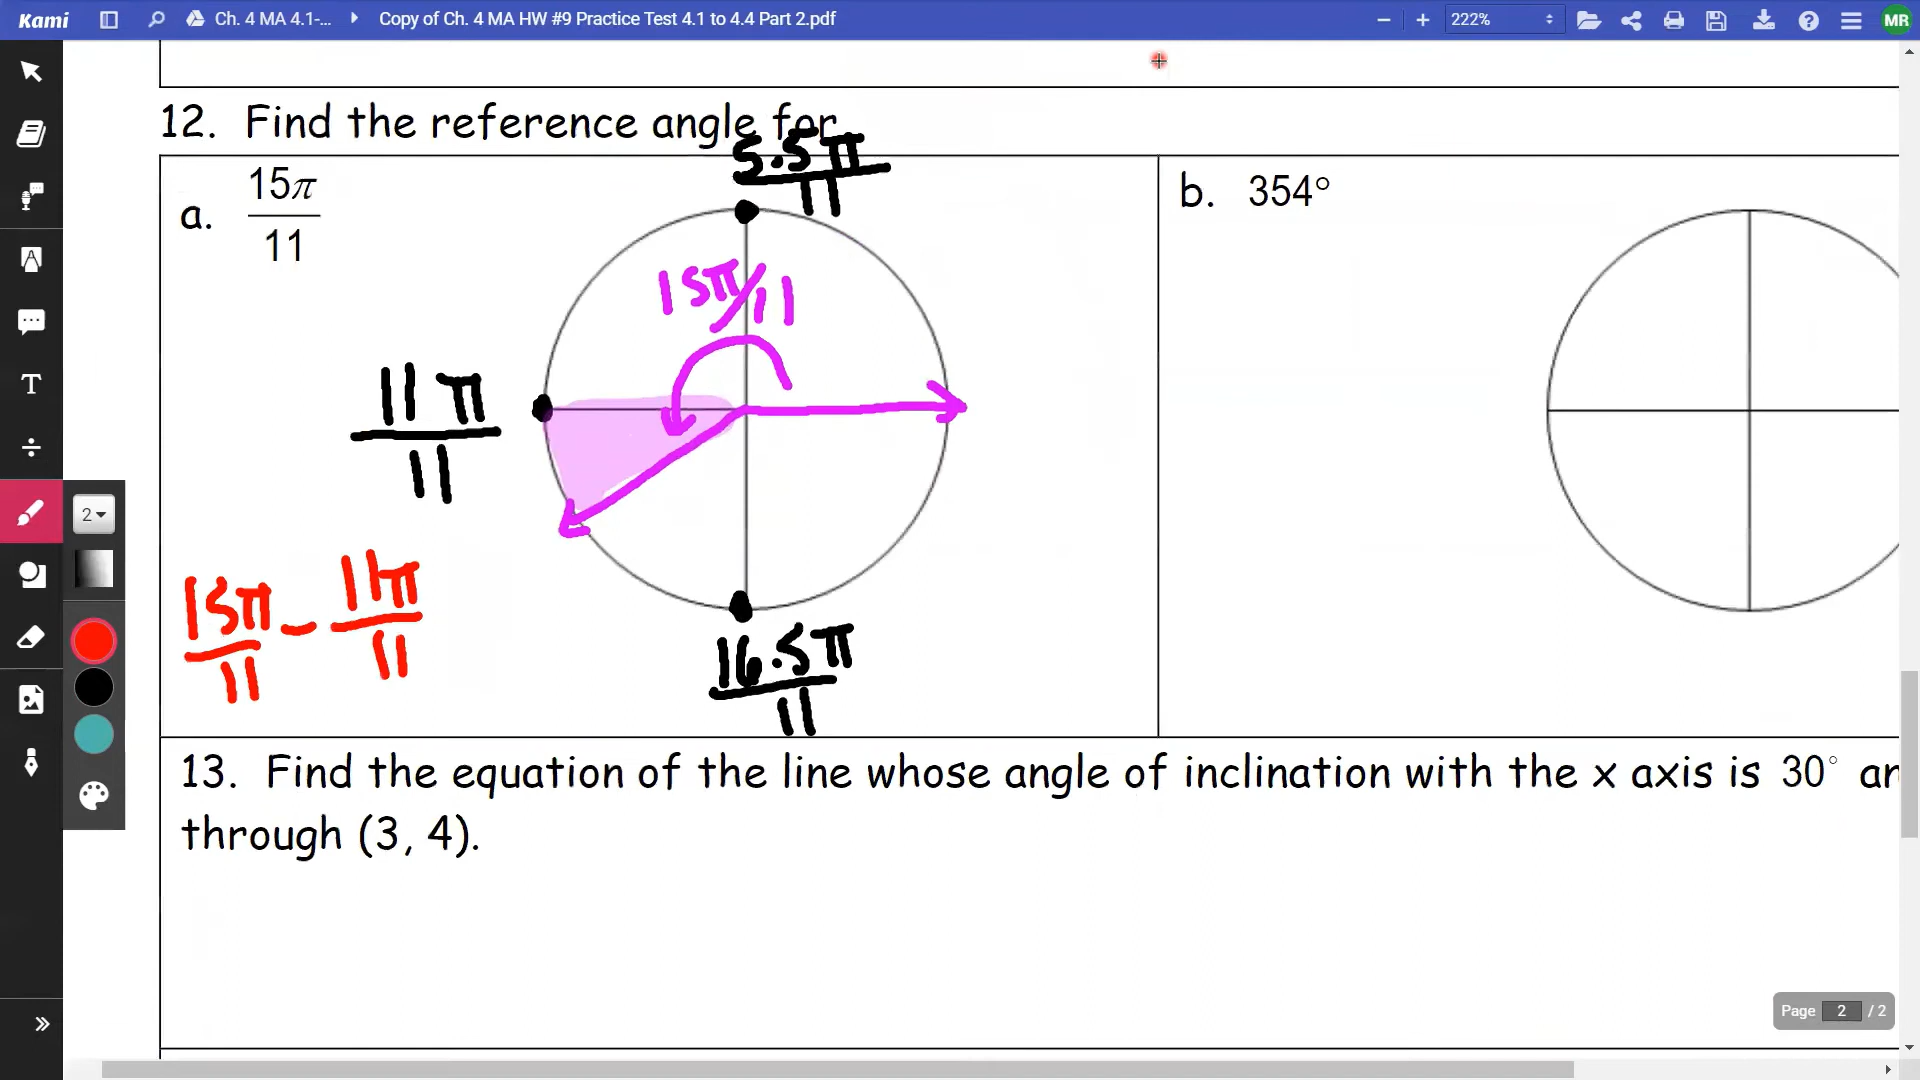 Kami Ch. 4 MA 4.1-... Copy of Ch. 4 MA HW #9 Practice Test 4.1 to 4.4 Part 2.pdf 222% MR
12. Find the reference angle for
5.5π/11
a. 15π/11
b. 354°
15π/11
11π/11
2
15π/11 - 11π/11
16.5π/11
13. Find the equation of the line whose angle of inclination with the x axis is 30° an
through (3, 4).
Page 2 / 2